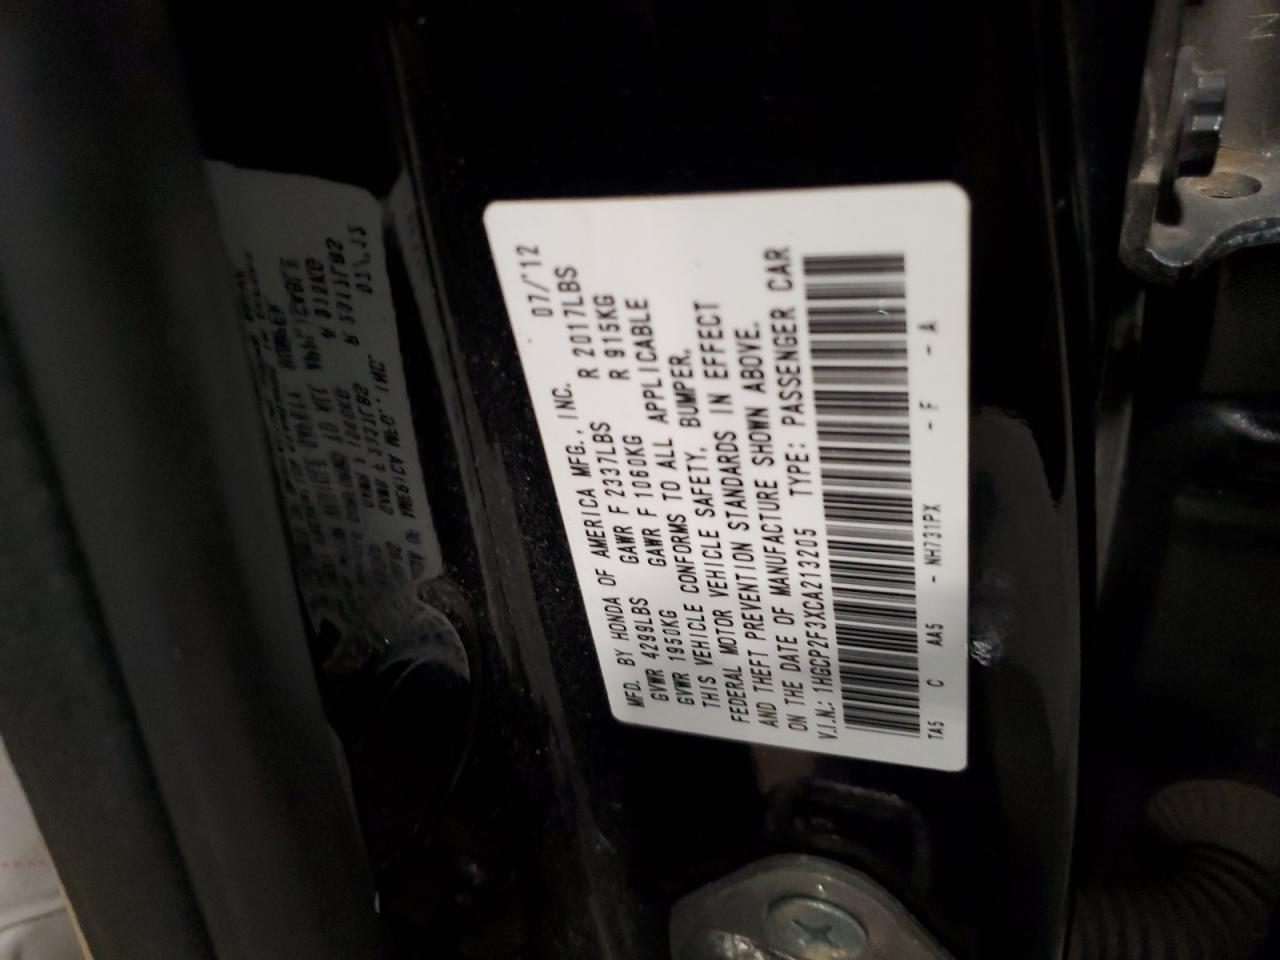 MFD. BY HONDA OF AMERICA MFG., INC. 07/'12
GVWR 4299LBS GAWR F 2337LBS R 2017LBS
GVWR 1950KG GAWR F 1060KG R 915KG
THIS VEHICLE CONFORMS TO ALL APPLICABLE
FEDERAL MOTOR VEHICLE SAFETY, BUMPER,
AND THEFT PREVENTION STANDARDS IN EFFECT
ON THE DATE OF MANUFACTURE SHOWN ABOVE.
V.I.N.: 1HGCP2F3XCA213205 TYPE: PASSENGER CAR
TA5 C AA5 - NH731PX - F - A